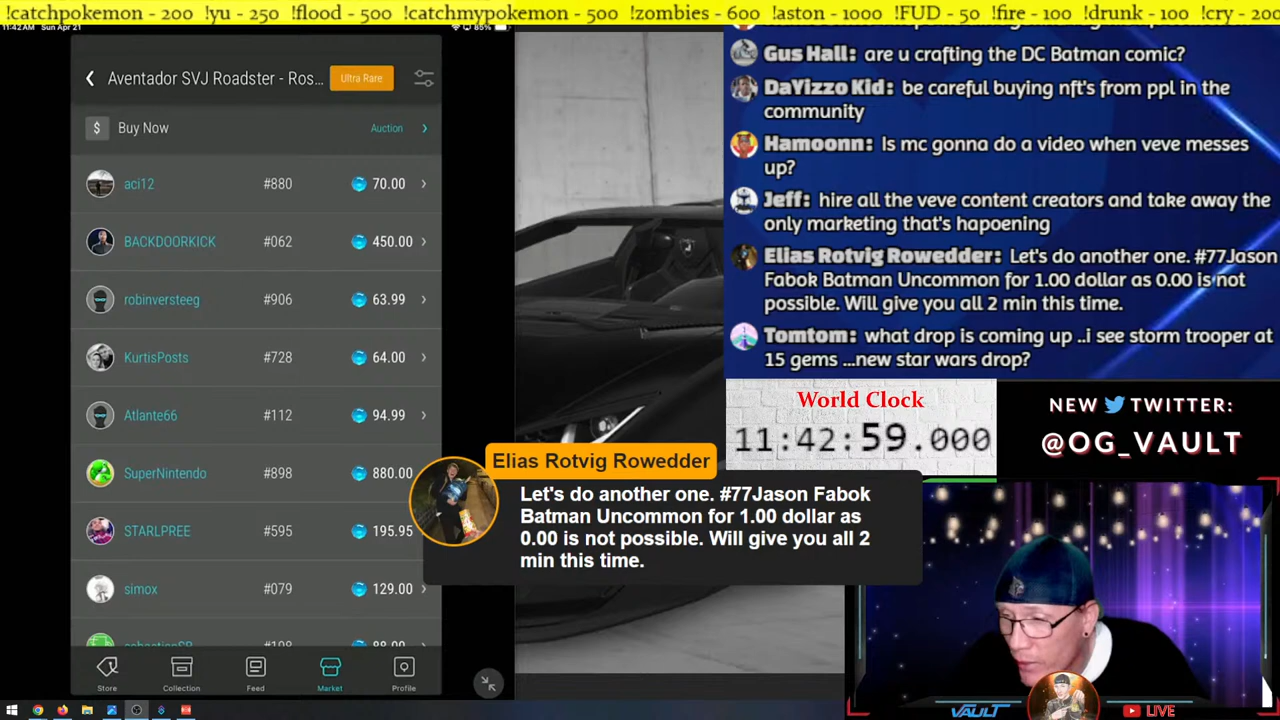 !catchpokemon - 200 !yu - 250 !flood - 500 !catchmypokemon - 500 !zombies - 600 !aston - 1000 !FUD - 50 !fire - 100 !drunk - 100 !cry - 200
11:42AM Sun Apr 21
85%
Aventador SVJ Roadster - Ros...
Ultra Rare
$ Buy Now
Auction
aci12 #880 70.00
BACKDOORKICK #062 450.00
robinversteeg #906 63.99
KurtisPosts #728 64.00
Atlante66 #112 94.99
SuperNintendo #898 880.00
STARLPREE #595 195.95
simox #079 129.00
Store
Collection
Feed
Market
Profile
Gus Hall: are u crafting the DC Batman comic?
DaYizzo Kid: be careful buying nft's from ppl in the
community
Hamoonn: Is mc gonna do a video when veve messes
up?
Jeff: hire all the veve content creators and take away the
only marketing that's hapoening
Elias Rotvig Rowedder: Let's do another one. #77Jason
Fabok Batman Uncommon for 1.00 dollar as 0.00 is not
possible. Will give you all 2 min this time.
Tomtom: what drop is coming up ..i see storm trooper at
15 gems ...new star wars drop?
World Clock
11:42:59.000
NEW TWITTER:
@OG_VAULT
Elias Rotvig Rowedder
Let's do another one. #77Jason Fabok
Batman Uncommon for 1.00 dollar as
0.00 is not possible. Will give you all 2
min this time.
VAULT
LIVE